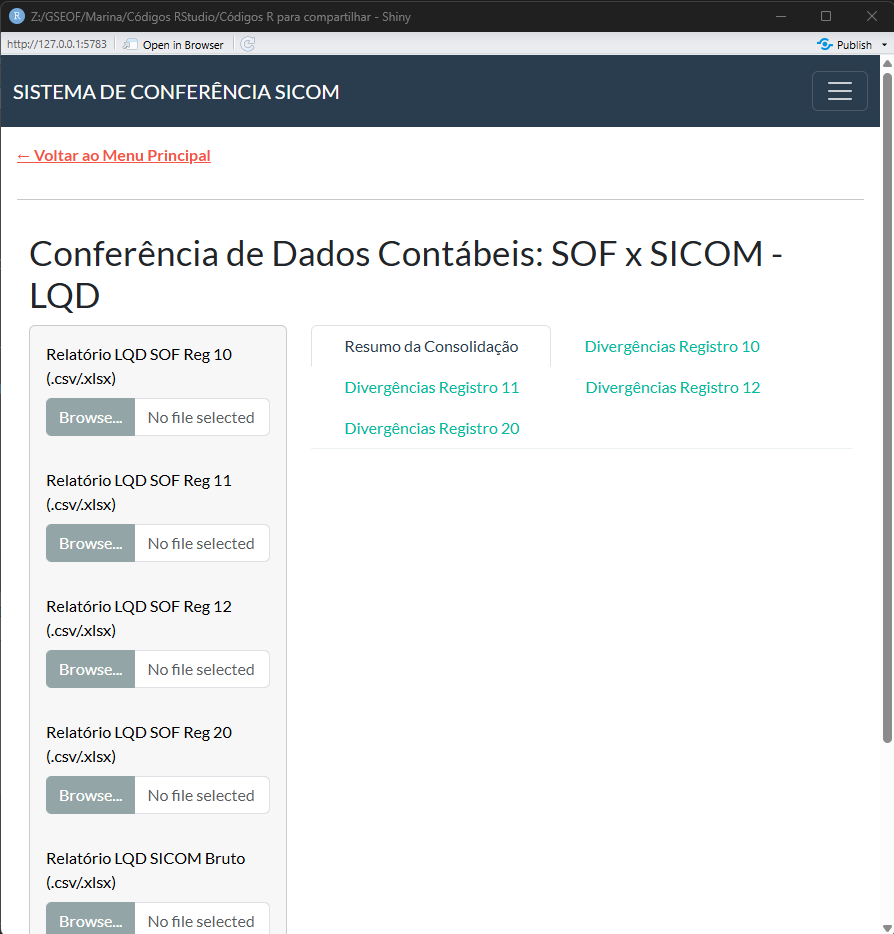 Z:/GSEOF/Marina/Códigos RStudio/Códigos R para compartilhar - Shiny
http://127.0.0.1:5783 Open in Browser Publish
SISTEMA DE CONFERÊNCIA SICOM
← Voltar ao Menu Principal
Conferência de Dados Contábeis: SOF x SICOM -
LQD
Relatório LQD SOF Reg 10
(.csv/.xlsx)
Browse... No file selected
Relatório LQD SOF Reg 11
(.csv/.xlsx)
Browse... No file selected
Relatório LQD SOF Reg 12
(.csv/.xlsx)
Browse... No file selected
Relatório LQD SOF Reg 20
(.csv/.xlsx)
Browse... No file selected
Relatório LQD SICOM Bruto
(.csv/.xlsx)
Browse... No file selected
Resumo da Consolidação Divergências Registro 10
Divergências Registro 11 Divergências Registro 12
Divergências Registro 20